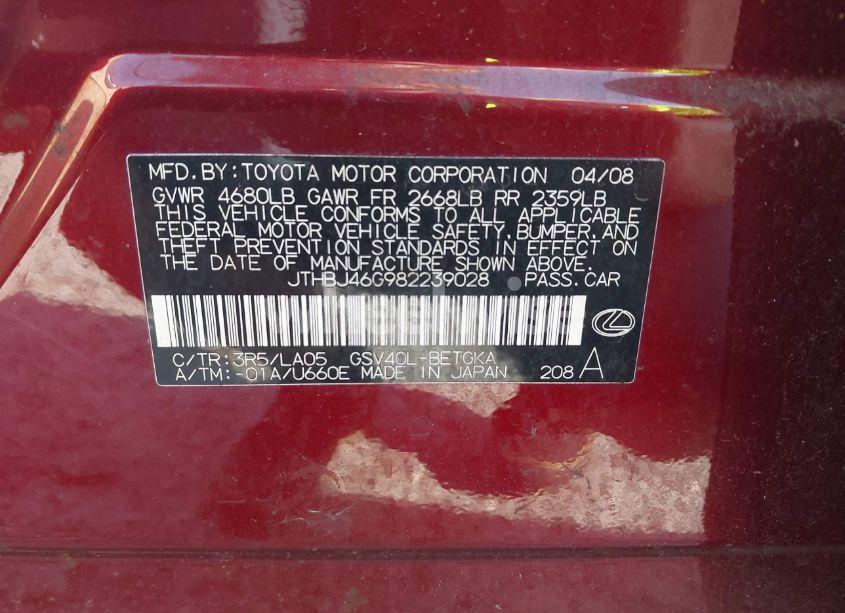 MFD.BY:TOYOTA MOTOR CORPORATION 04/08
GVWR 4680LB GAWR FR 2668LB RR 2359LB
THIS VEHICLE CONFORMS TO ALL APPLICABLE
FEDERAL MOTOR VEHICLE SAFETY,BUMPER,AND
THEFT PREVENTION STANDARDS IN EFFECT ON
THE DATE OF MANUFACTURE SHOWN ABOVE.
JTHBJ46G982239028 PASS.CAR
C/TR:3R5/LA05 GSV40L-BETGKA
A/TM:-01A/U660E MADE IN JAPAN 208 A